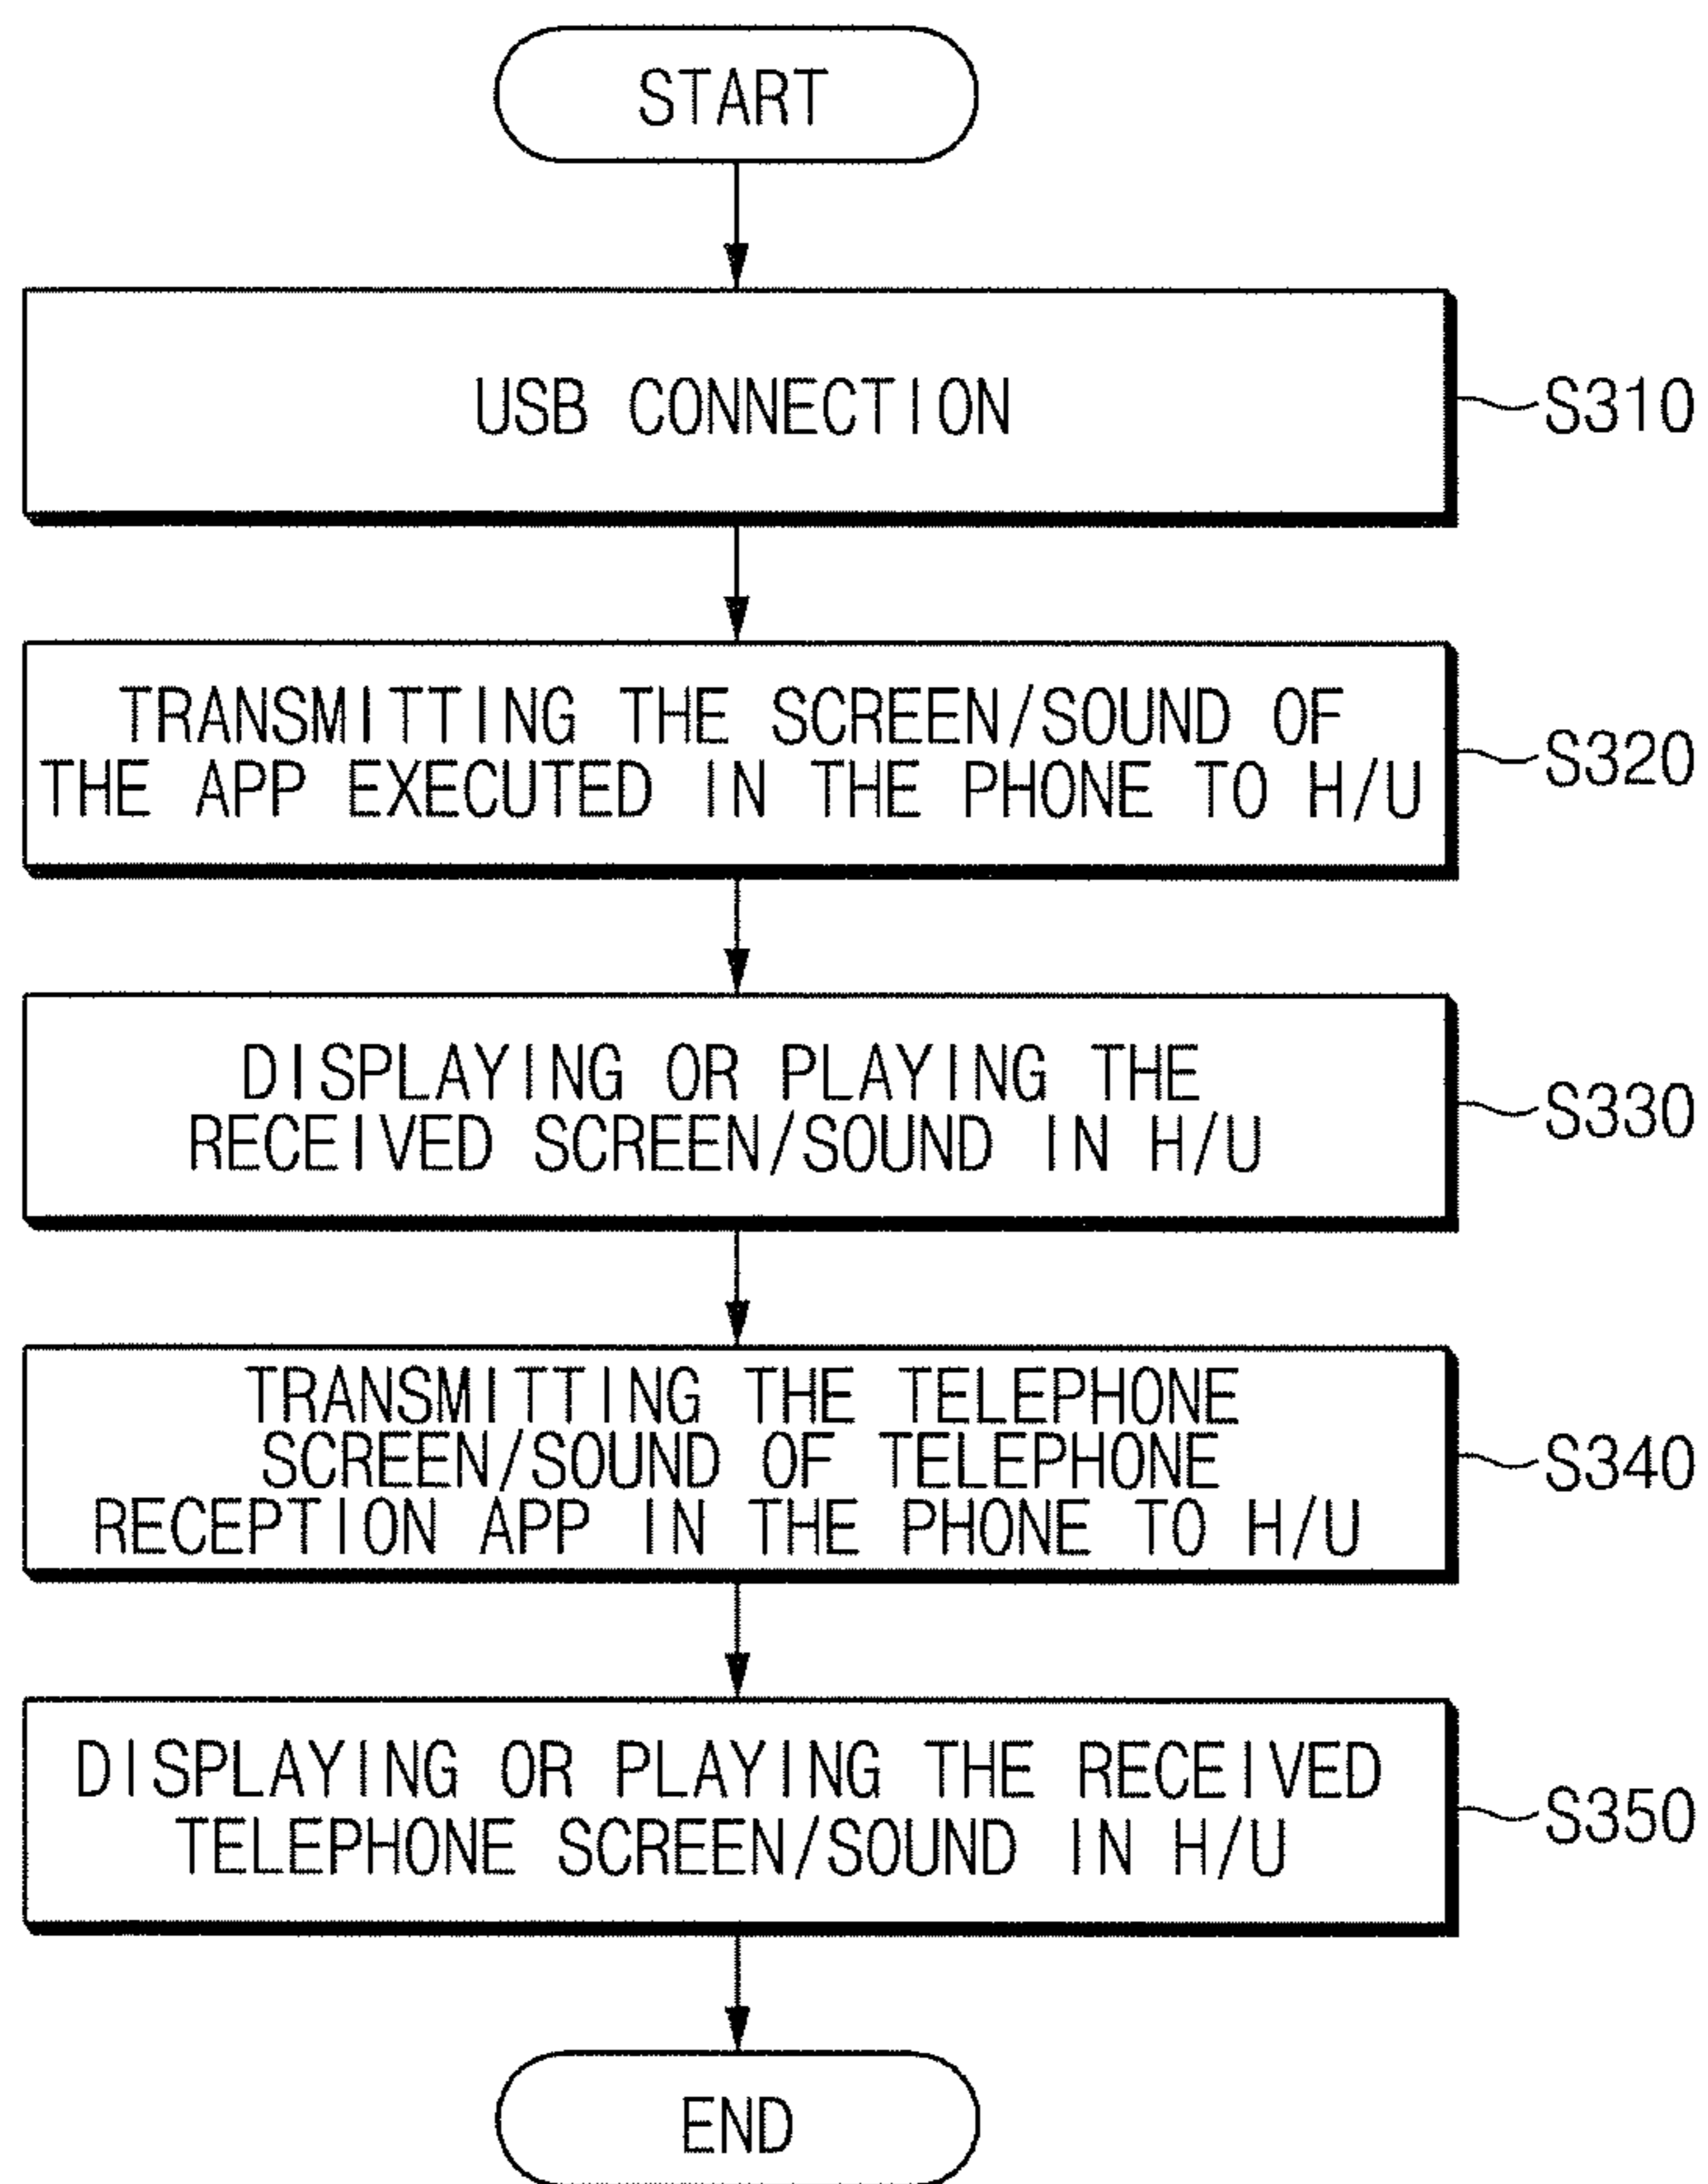 START
USB CONNECTION
S310
TRANSMITTING THE SCREEN/SOUND OF
THE APP EXECUTED IN THE PHONE TO H/U
S320
DISPLAYING OR PLAYING THE
RECEIVED SCREEN/SOUND IN H/U
S330
TRANSMITTING THE TELEPHONE
SCREEN/SOUND OF TELEPHONE
RECEPTION APP IN THE PHONE TO H/U
S340
DISPLAYING OR PLAYING THE RECEIVED
TELEPHONE SCREEN/SOUND IN H/U
S350
END